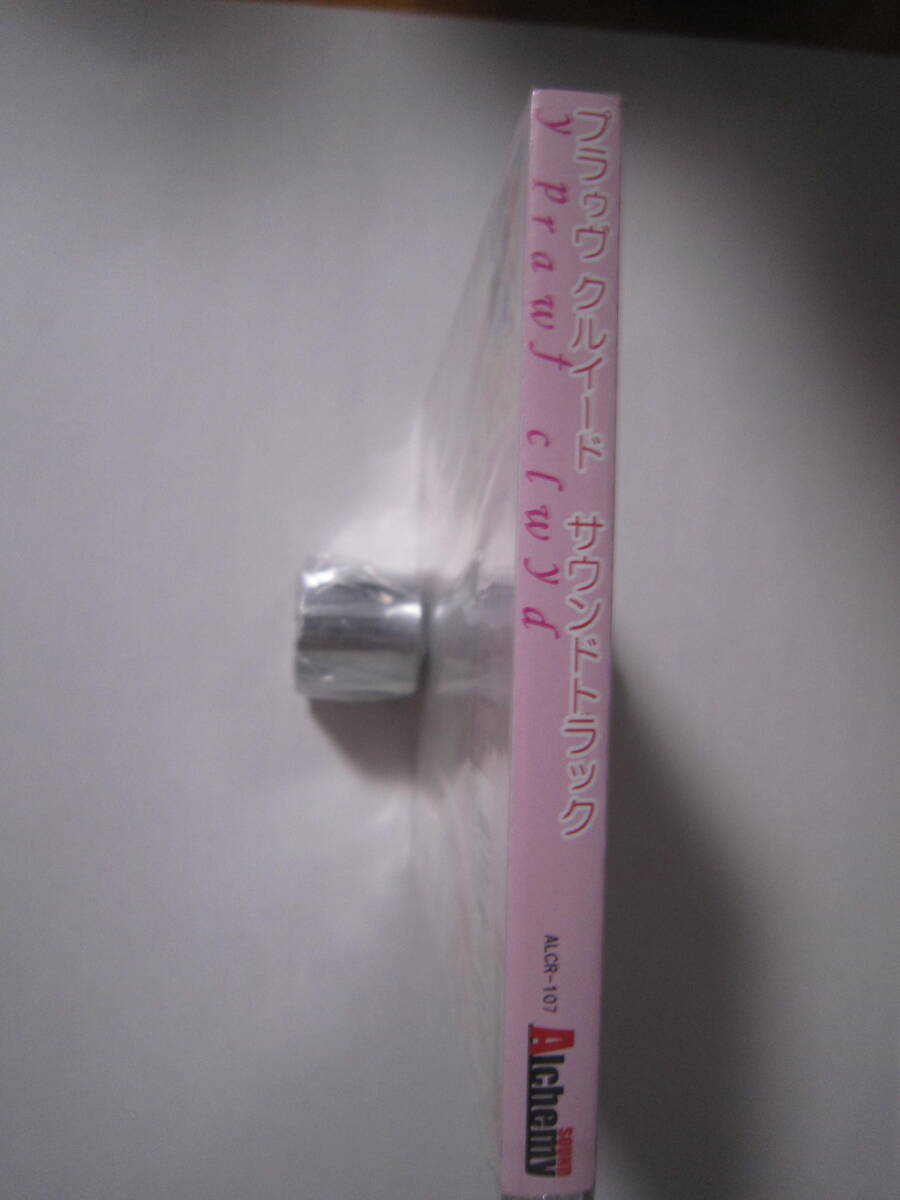 プラゥヴ クルイード サウンドトラック
y prawf clwyd
ALCR-107
Alchemy
SOUND